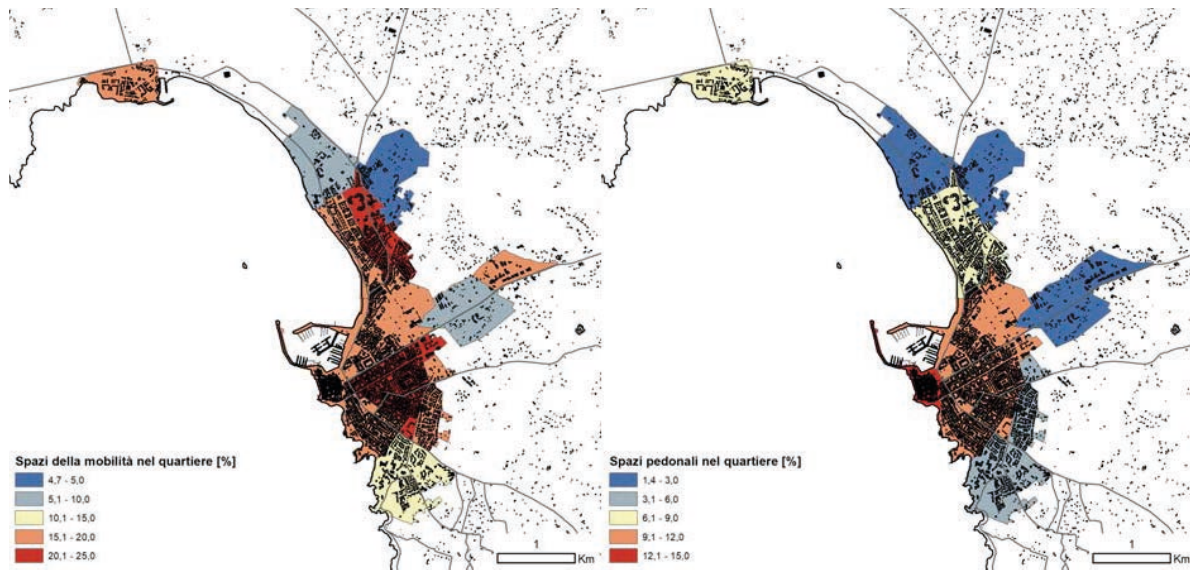 Spazi della mobilità nel quartiere [%]
4,7 - 5,0
5,1 - 10,0
10,1 - 15,0
15,1 - 20,0
20,1 - 25,0
1
Km
Spazi pedonali nel quartiere [%]
1,4 - 3,0
3,1 - 6,0
6,1 - 9,0
9,1 - 12,0
12,1 - 15,0
1
Km